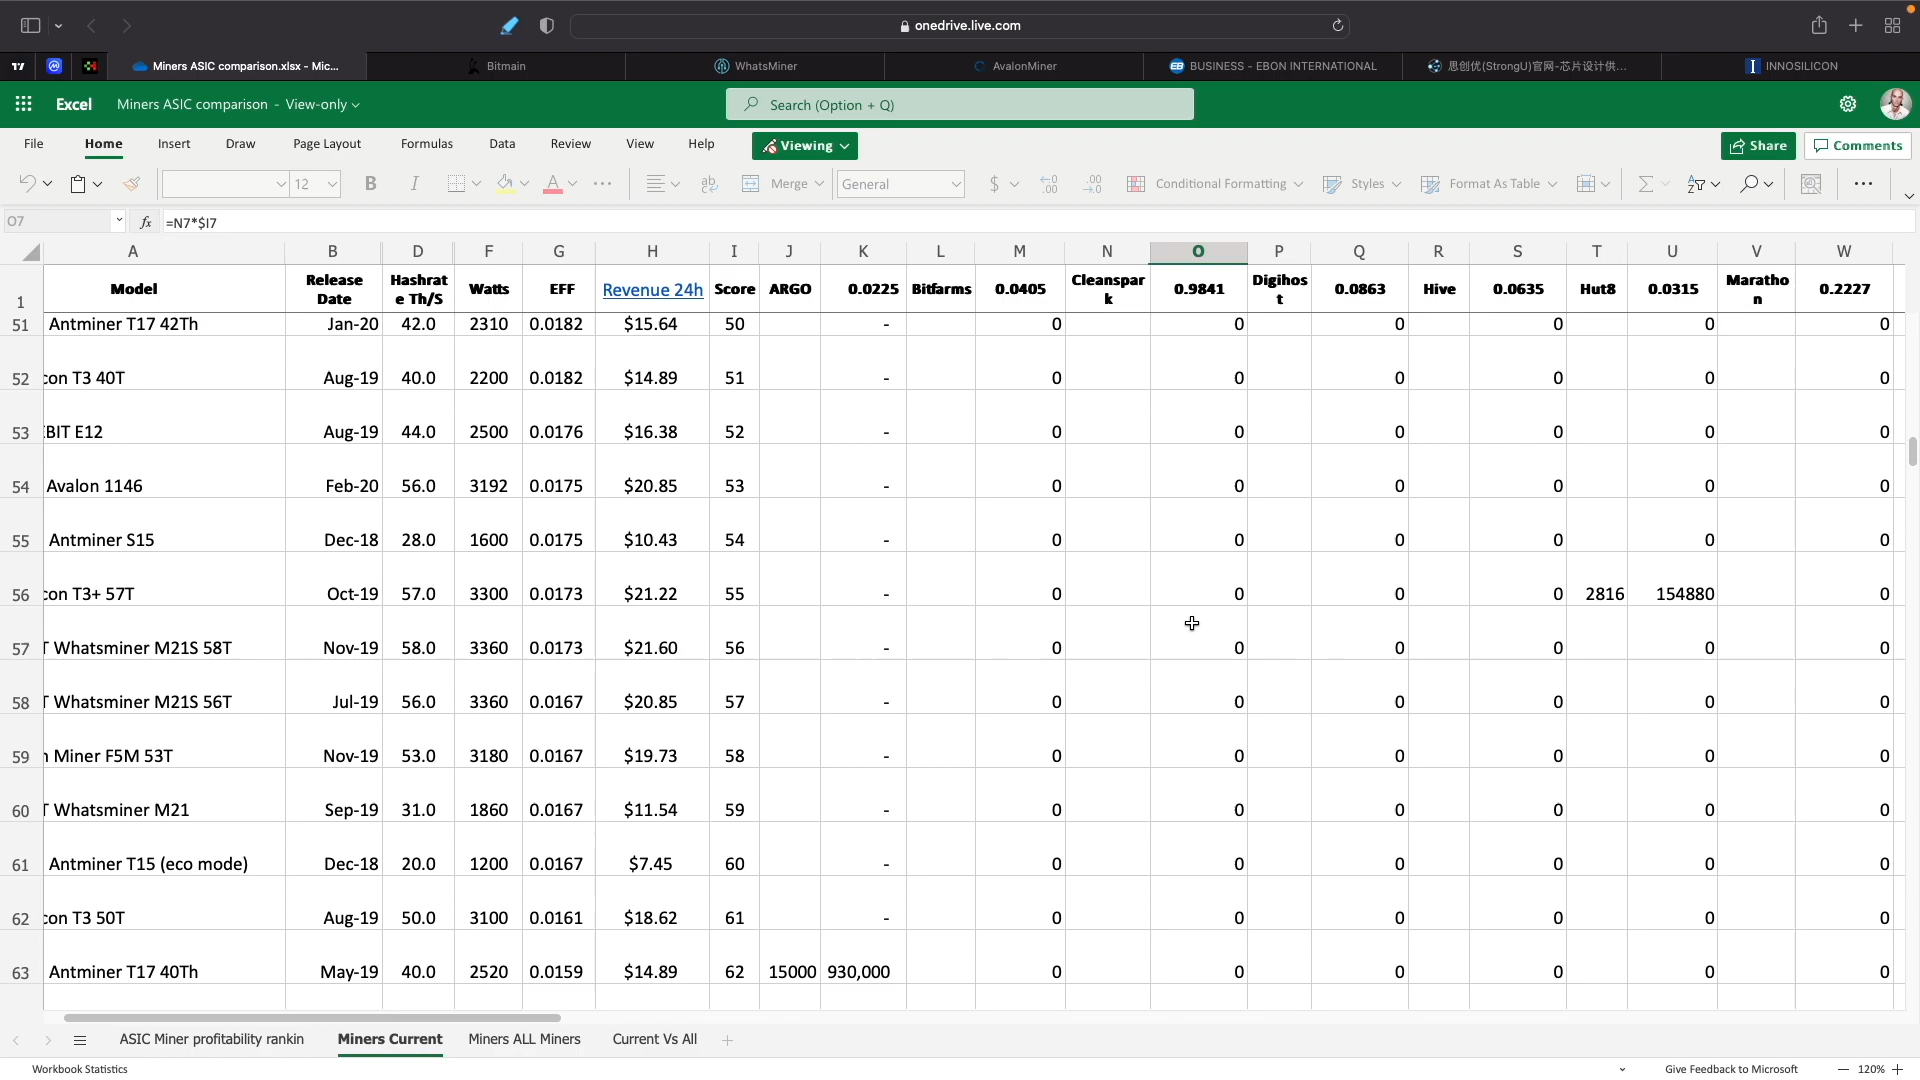 onedrive.live.com
Miners ASIC comparison.xlsx - Mic...
Bitmain
WhatsMiner
AvalonMiner
BUSINESS - EBON INTERNATIONAL
思创优(StrongU)官网-芯片设计供...
INNOSILICON
Excel Miners ASIC comparison - View-only
Search (Option + Q)
File Home Insert Draw Page Layout Formulas Data Review View Help Viewing Share Comments
12 B I Merge General $ Conditional Formatting Styles Format As Table
O7 fx =N7*$I7
A B D F G H I J K L M N O P Q R S T U V W
1 Model Release Date Hashrate Th/S Watts EFF Revenue 24h Score ARGO 0.0225 Bitfarms 0.0405 Cleanspark 0.9841 Digihost 0.0863 Hive 0.0635 Hut8 0.0315 Marathon 0.2227
51 Antminer T17 42Th Jan-20 42.0 2310 0.0182 $15.64 50 - 0 0 0 0 0 0
52 con T3 40T Aug-19 40.0 2200 0.0182 $14.89 51 - 0 0 0 0 0 0
53 EBIT E12 Aug-19 44.0 2500 0.0176 $16.38 52 - 0 0 0 0 0 0
54 Avalon 1146 Feb-20 56.0 3192 0.0175 $20.85 53 - 0 0 0 0 0 0
55 Antminer S15 Dec-18 28.0 1600 0.0175 $10.43 54 - 0 0 0 0 0 0
56 con T3+ 57T Oct-19 57.0 3300 0.0173 $21.22 55 - 0 0 0 0 2816 154880 0
57 T Whatsminer M21S 58T Nov-19 58.0 3360 0.0173 $21.60 56 - 0 0 0 0 0 0
58 T Whatsminer M21S 56T Jul-19 56.0 3360 0.0167 $20.85 57 - 0 0 0 0 0 0
59 n Miner F5M 53T Nov-19 53.0 3180 0.0167 $19.73 58 - 0 0 0 0 0 0
60 T Whatsminer M21 Sep-19 31.0 1860 0.0167 $11.54 59 - 0 0 0 0 0 0
61 Antminer T15 (eco mode) Dec-18 20.0 1200 0.0167 $7.45 60 - 0 0 0 0 0 0
62 con T3 50T Aug-19 50.0 3100 0.0161 $18.62 61 - 0 0 0 0 0 0
63 Antminer T17 40Th May-19 40.0 2520 0.0159 $14.89 62 15000 930,000 0 0 0 0 0 0
ASIC Miner profitability rankin Miners Current Miners ALL Miners Current Vs All
Workbook Statistics Give Feedback to Microsoft 120%